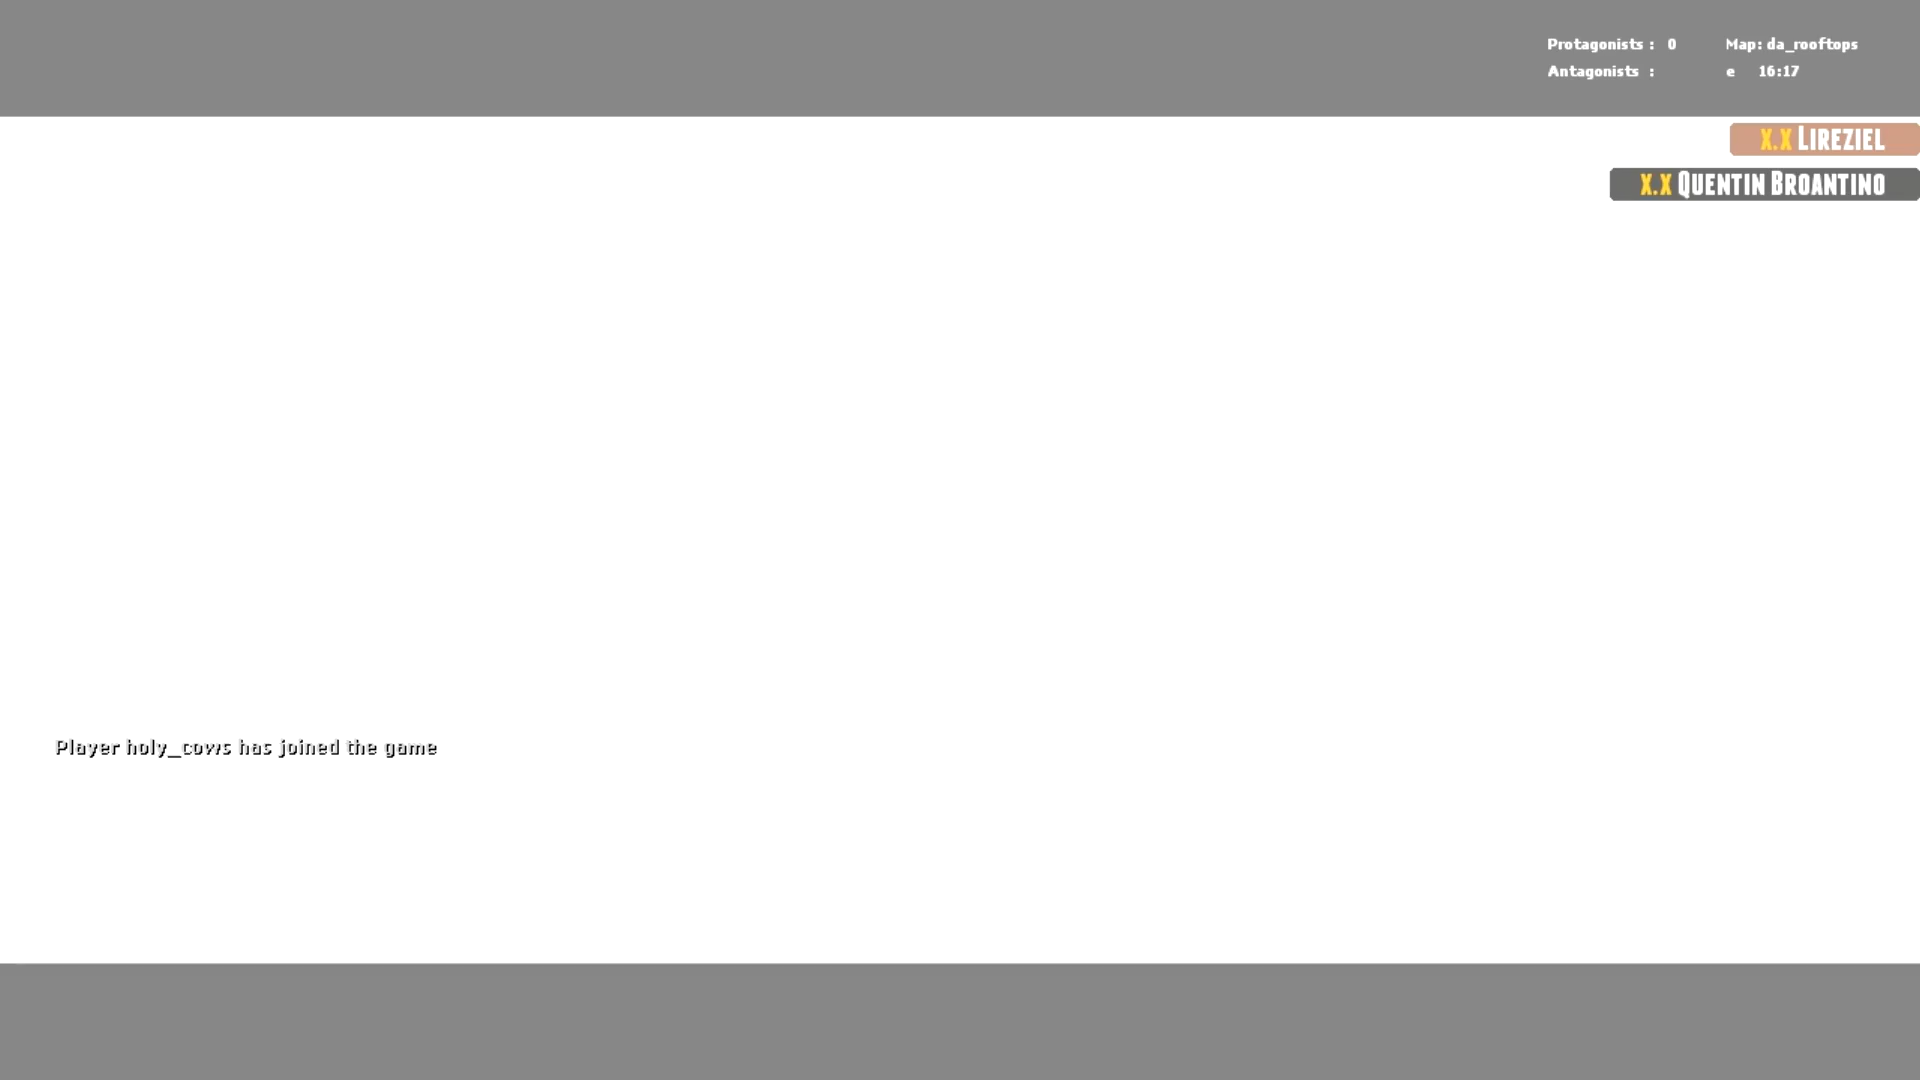 Protagonists : 0 Map: da_rooftops
Antagonists : e 16:17
X.X LIREZIEL
X.X QUENTIN BROANTINO
Player holy_cows has joined the game